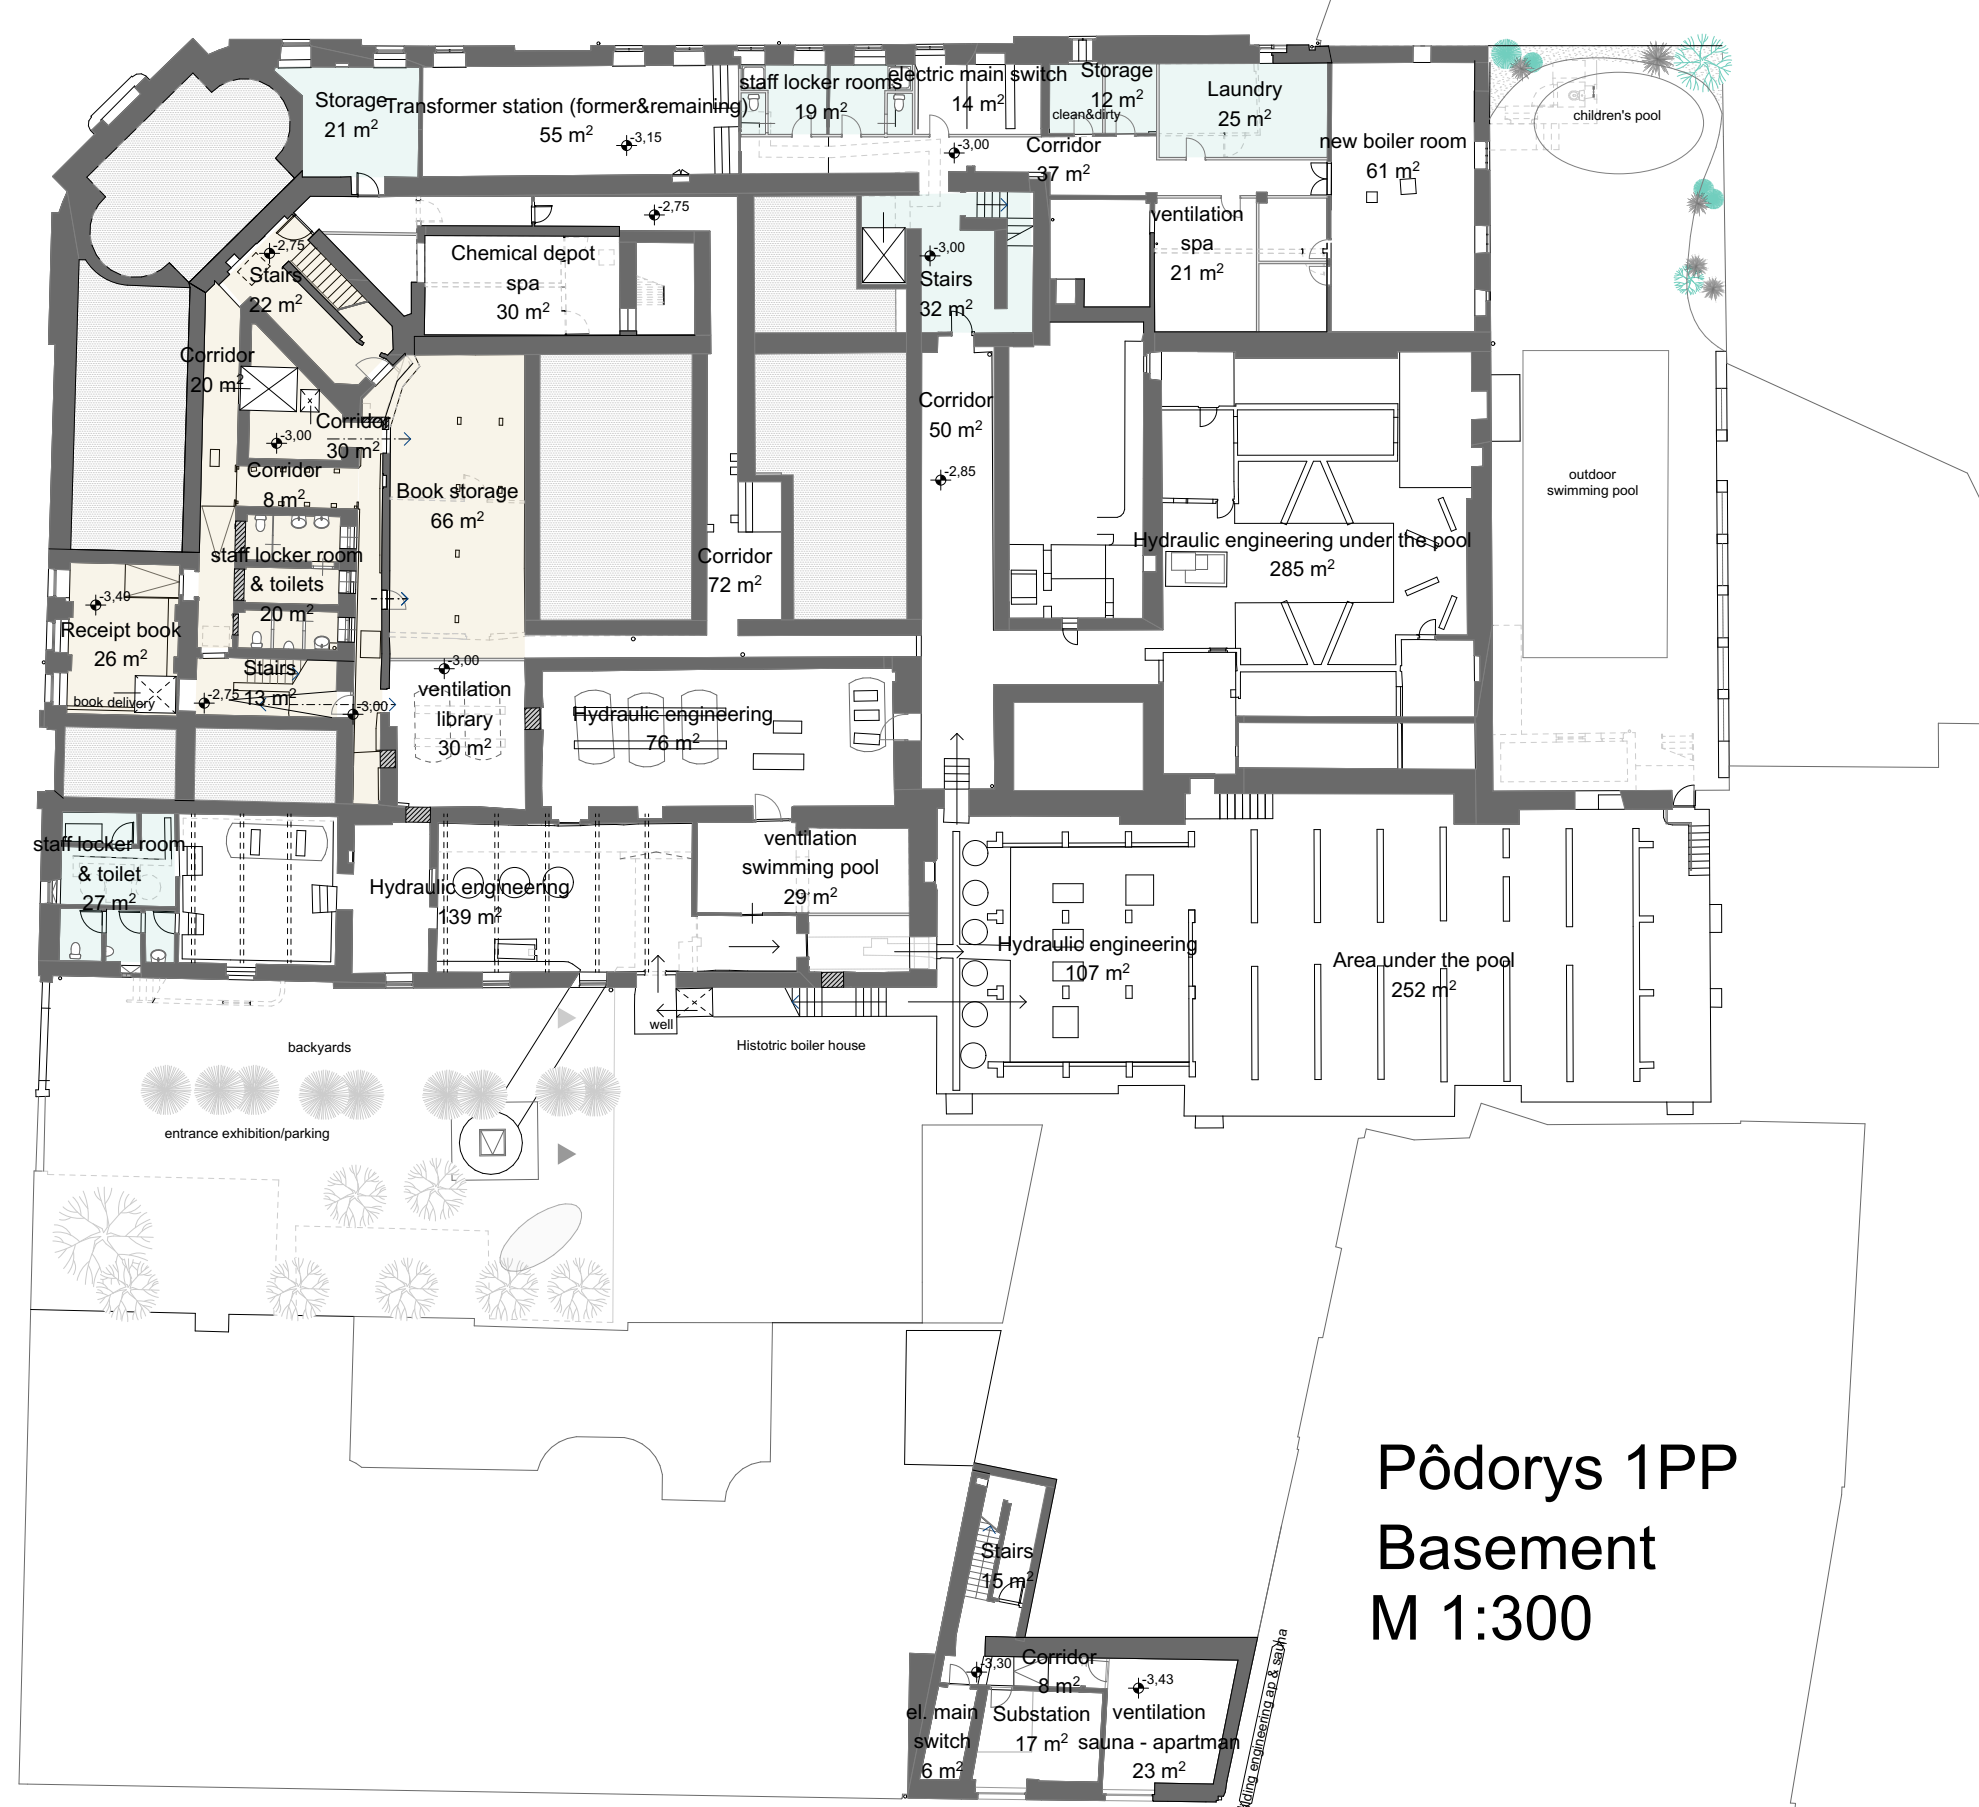 Storage
21 m²
Transformer station (former&remaining)
55 m²
-3,15
staff locker rooms
19 m²
electric main switch
14 m²
Storage
12 m²
clean&dirty
Laundry
25 m²
Corridor
37 m²
-3,00
new boiler room
61 m²
children's pool
-2,75
Stairs
22 m²
-2,75
Chemical depot
spa
30 m²
-3,00
Stairs
32 m²
ventilation
spa
21 m²
Corridor
20 m²
Corridor
30 m²
-3,00
Corridor
8 m²
Book storage
66 m²
Corridor
50 m²
-2,85
outdoor
swimming pool
staff locker room
& toilets
20 m²
Corridor
72 m²
Hydraulic engineering under the pool
285 m²
-3,40
Receipt book
26 m²
book delivery
Stairs
13 m²
-2,75
-3,00
-3,00
ventilation
library
30 m²
Hydraulic engineering
76 m²
staff locker room
& toilet
27 m²
Hydraulic engineering
139 m²
ventilation
swimming pool
29 m²
Hydraulic engineering
107 m²
Area under the pool
252 m²
well
backyards
Histotric boiler house
entrance exhibition/parking
Pôdorys 1PP
Basement
M 1:300
Stairs
15 m²
-3,30
Corridor
8 m²
-3,43
el. main
switch
6 m²
Substation
17 m²
ventilation
sauna - apartman
23 m²
engineering ap & sauna